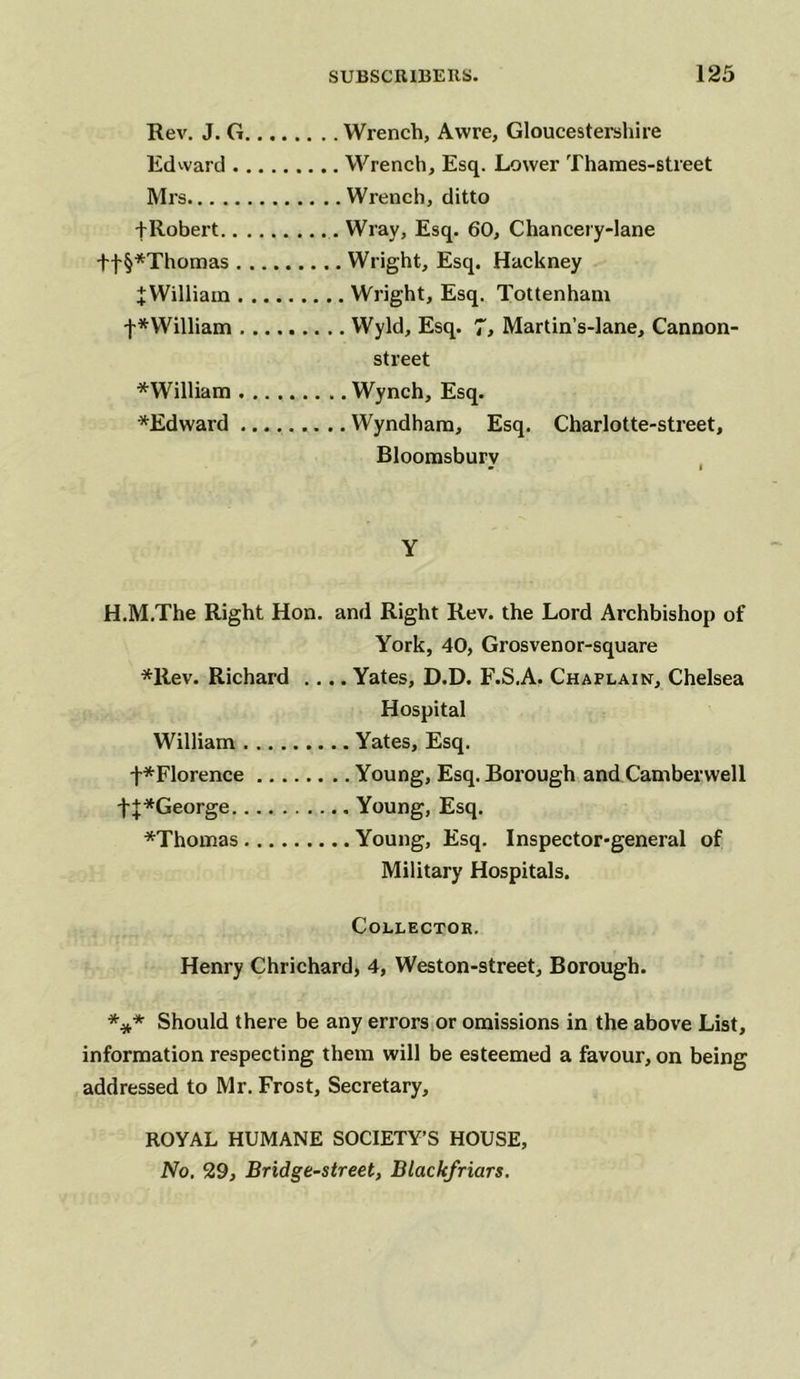 SUBSCRIBERS. 125
Rev. J. G........ Wrench, Awre, Gloucestershire
Edward.......... Wrench, Esq. Lower Thames-street
Mrs.............. Wrench, ditto
†Robert........... Wray, Esq. 60, Chancery-lane
††§*Thomas.......... Wright, Esq. Hackney
‡William.......... Wright, Esq. Tottenham
†*William.......... Wyld, Esq. 7, Martin's-lane, Cannon-
street
*William.......... Wynch, Esq.
*Edward.......... Wyndham, Esq. Charlotte-street,
Bloomsbury
Y
H.M.The Right Hon. and Right Rev. the Lord Archbishop of
York, 40, Grosvenor-square
*Rev. Richard .... Yates, D.D. F.S.A. CHAPLAIN, Chelsea
Hospital
William.......... Yates, Esq.
†*Florence ........ Young, Esq. Borough and Camberwell
†‡*George........... Young, Esq.
*Thomas.......... Young, Esq. Inspector-general of
Military Hospitals.
COLLECTOR.
Henry Chrichard, 4, Weston-street, Borough.
*** Should there be any errors or omissions in the above List,
information respecting them will be esteemed a favour, on being
addressed to Mr. Frost, Secretary,
ROYAL HUMANE SOCIETY'S HOUSE,
No. 29, Bridge-street, Blackfriars.